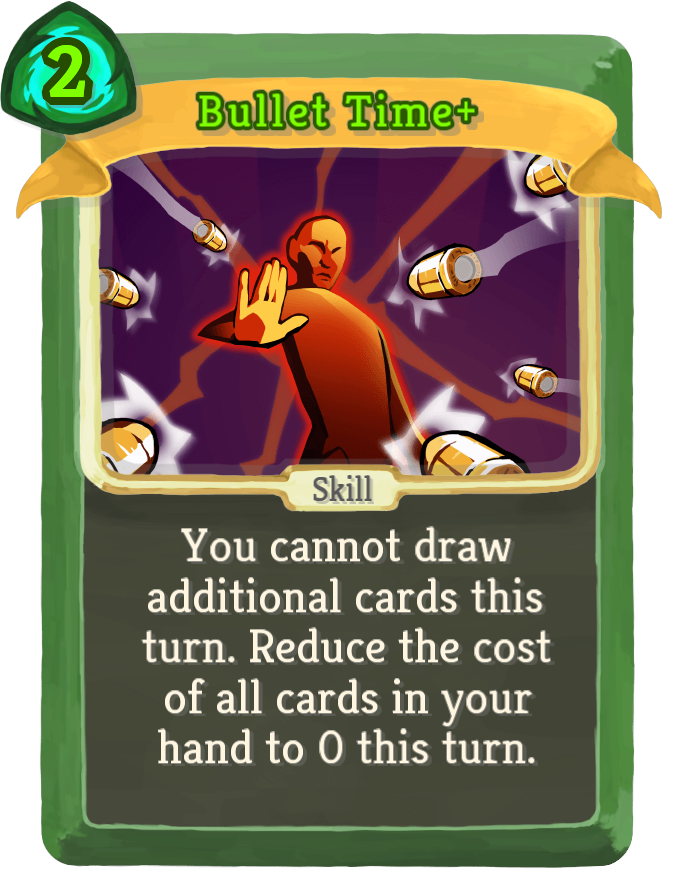 2
Bullet Time+
Skill
You cannot draw
additional cards this
turn. Reduce the cost
of all cards in your
hand to 0 this turn.